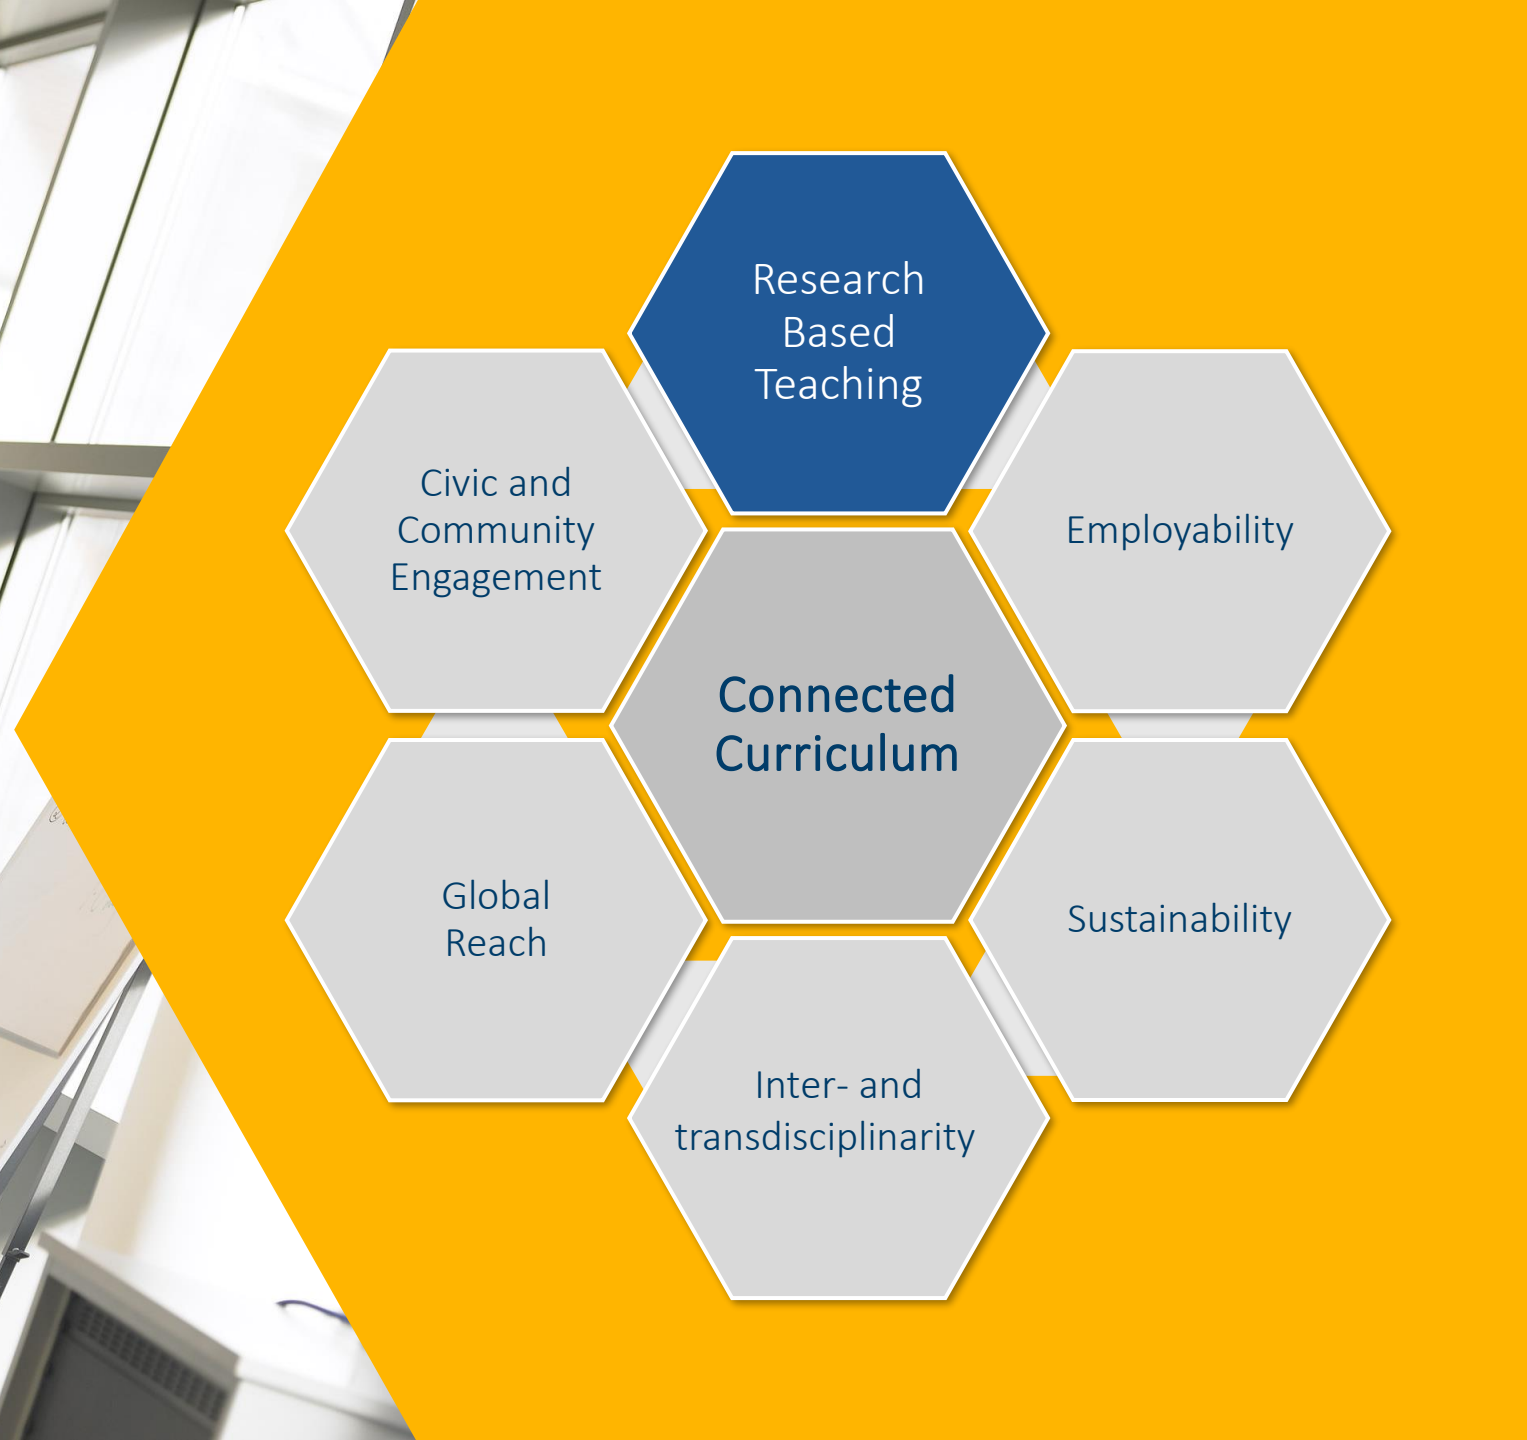 Research
Based
Teaching
Civic and
Community
Engagement
Employability
Connected
Curriculum
Global
Reach
Sustainability
Inter- and
transdisciplinarity